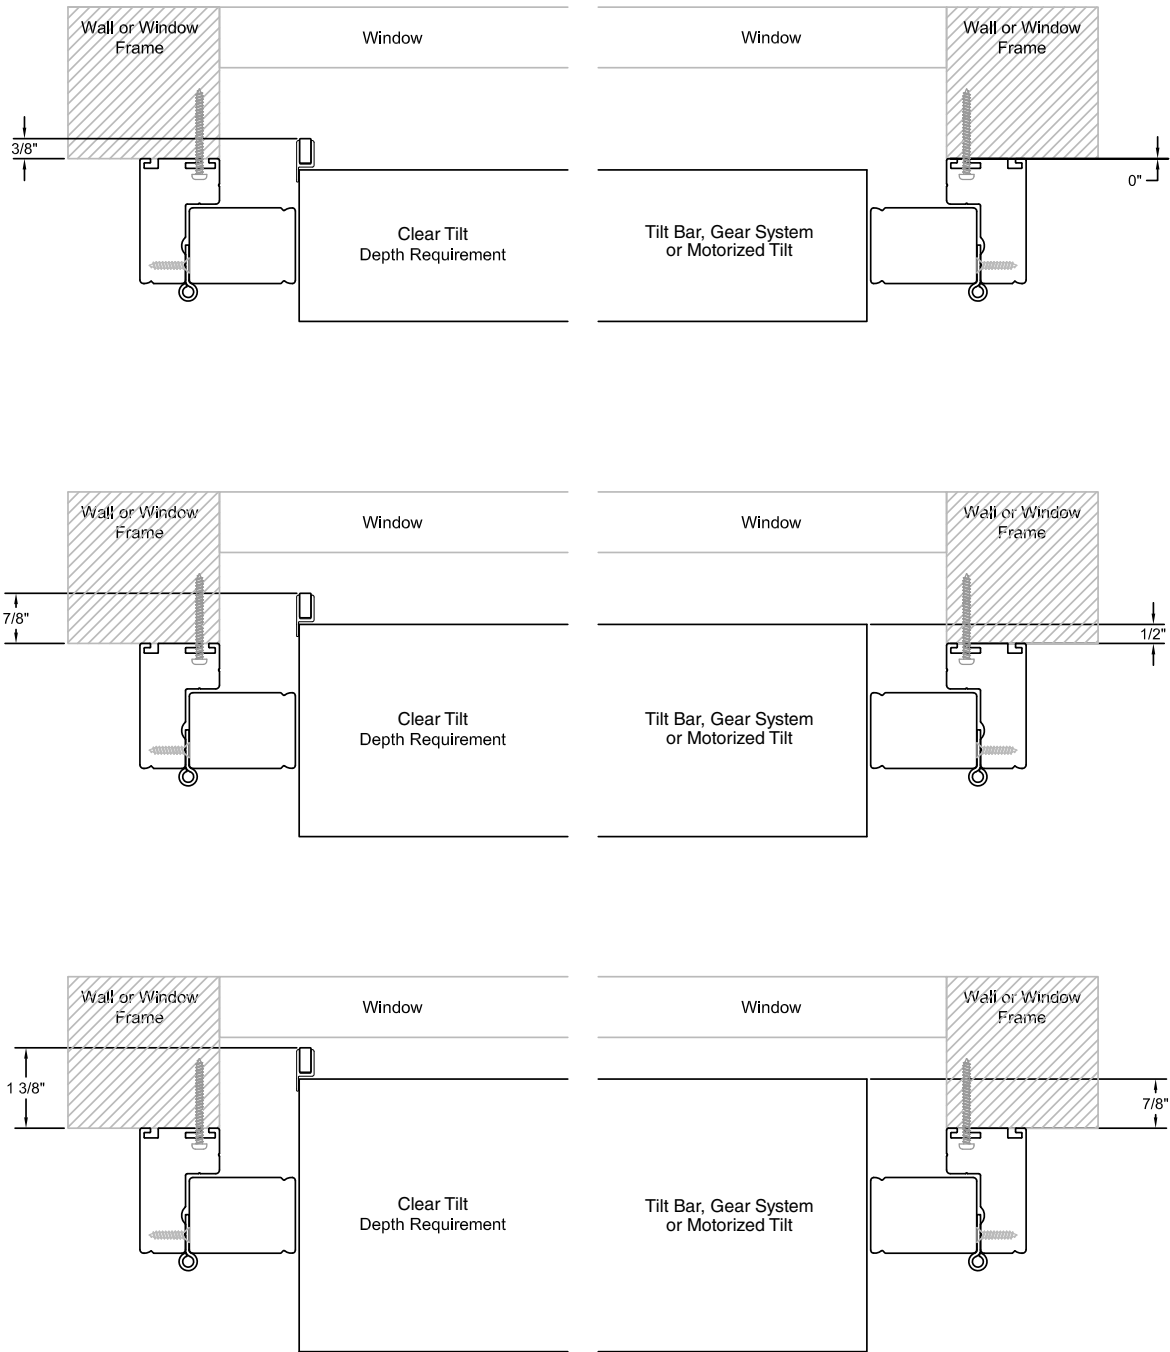 Wall or Window
Frame
Window
Window
Wall or Window
Frame
3/8"
0"
Clear Tilt
Depth Requirement
Tilt Bar, Gear System
or Motorized Tilt
Wall or Window
Frame
Window
Window
Wall or Window
Frame
7/8"
1/2"
Clear Tilt
Depth Requirement
Tilt Bar, Gear System
or Motorized Tilt
Wall or Window
Frame
Window
Window
Wall or Window
Frame
1 3/8"
7/8"
Clear Tilt
Depth Requirement
Tilt Bar, Gear System
or Motorized Tilt